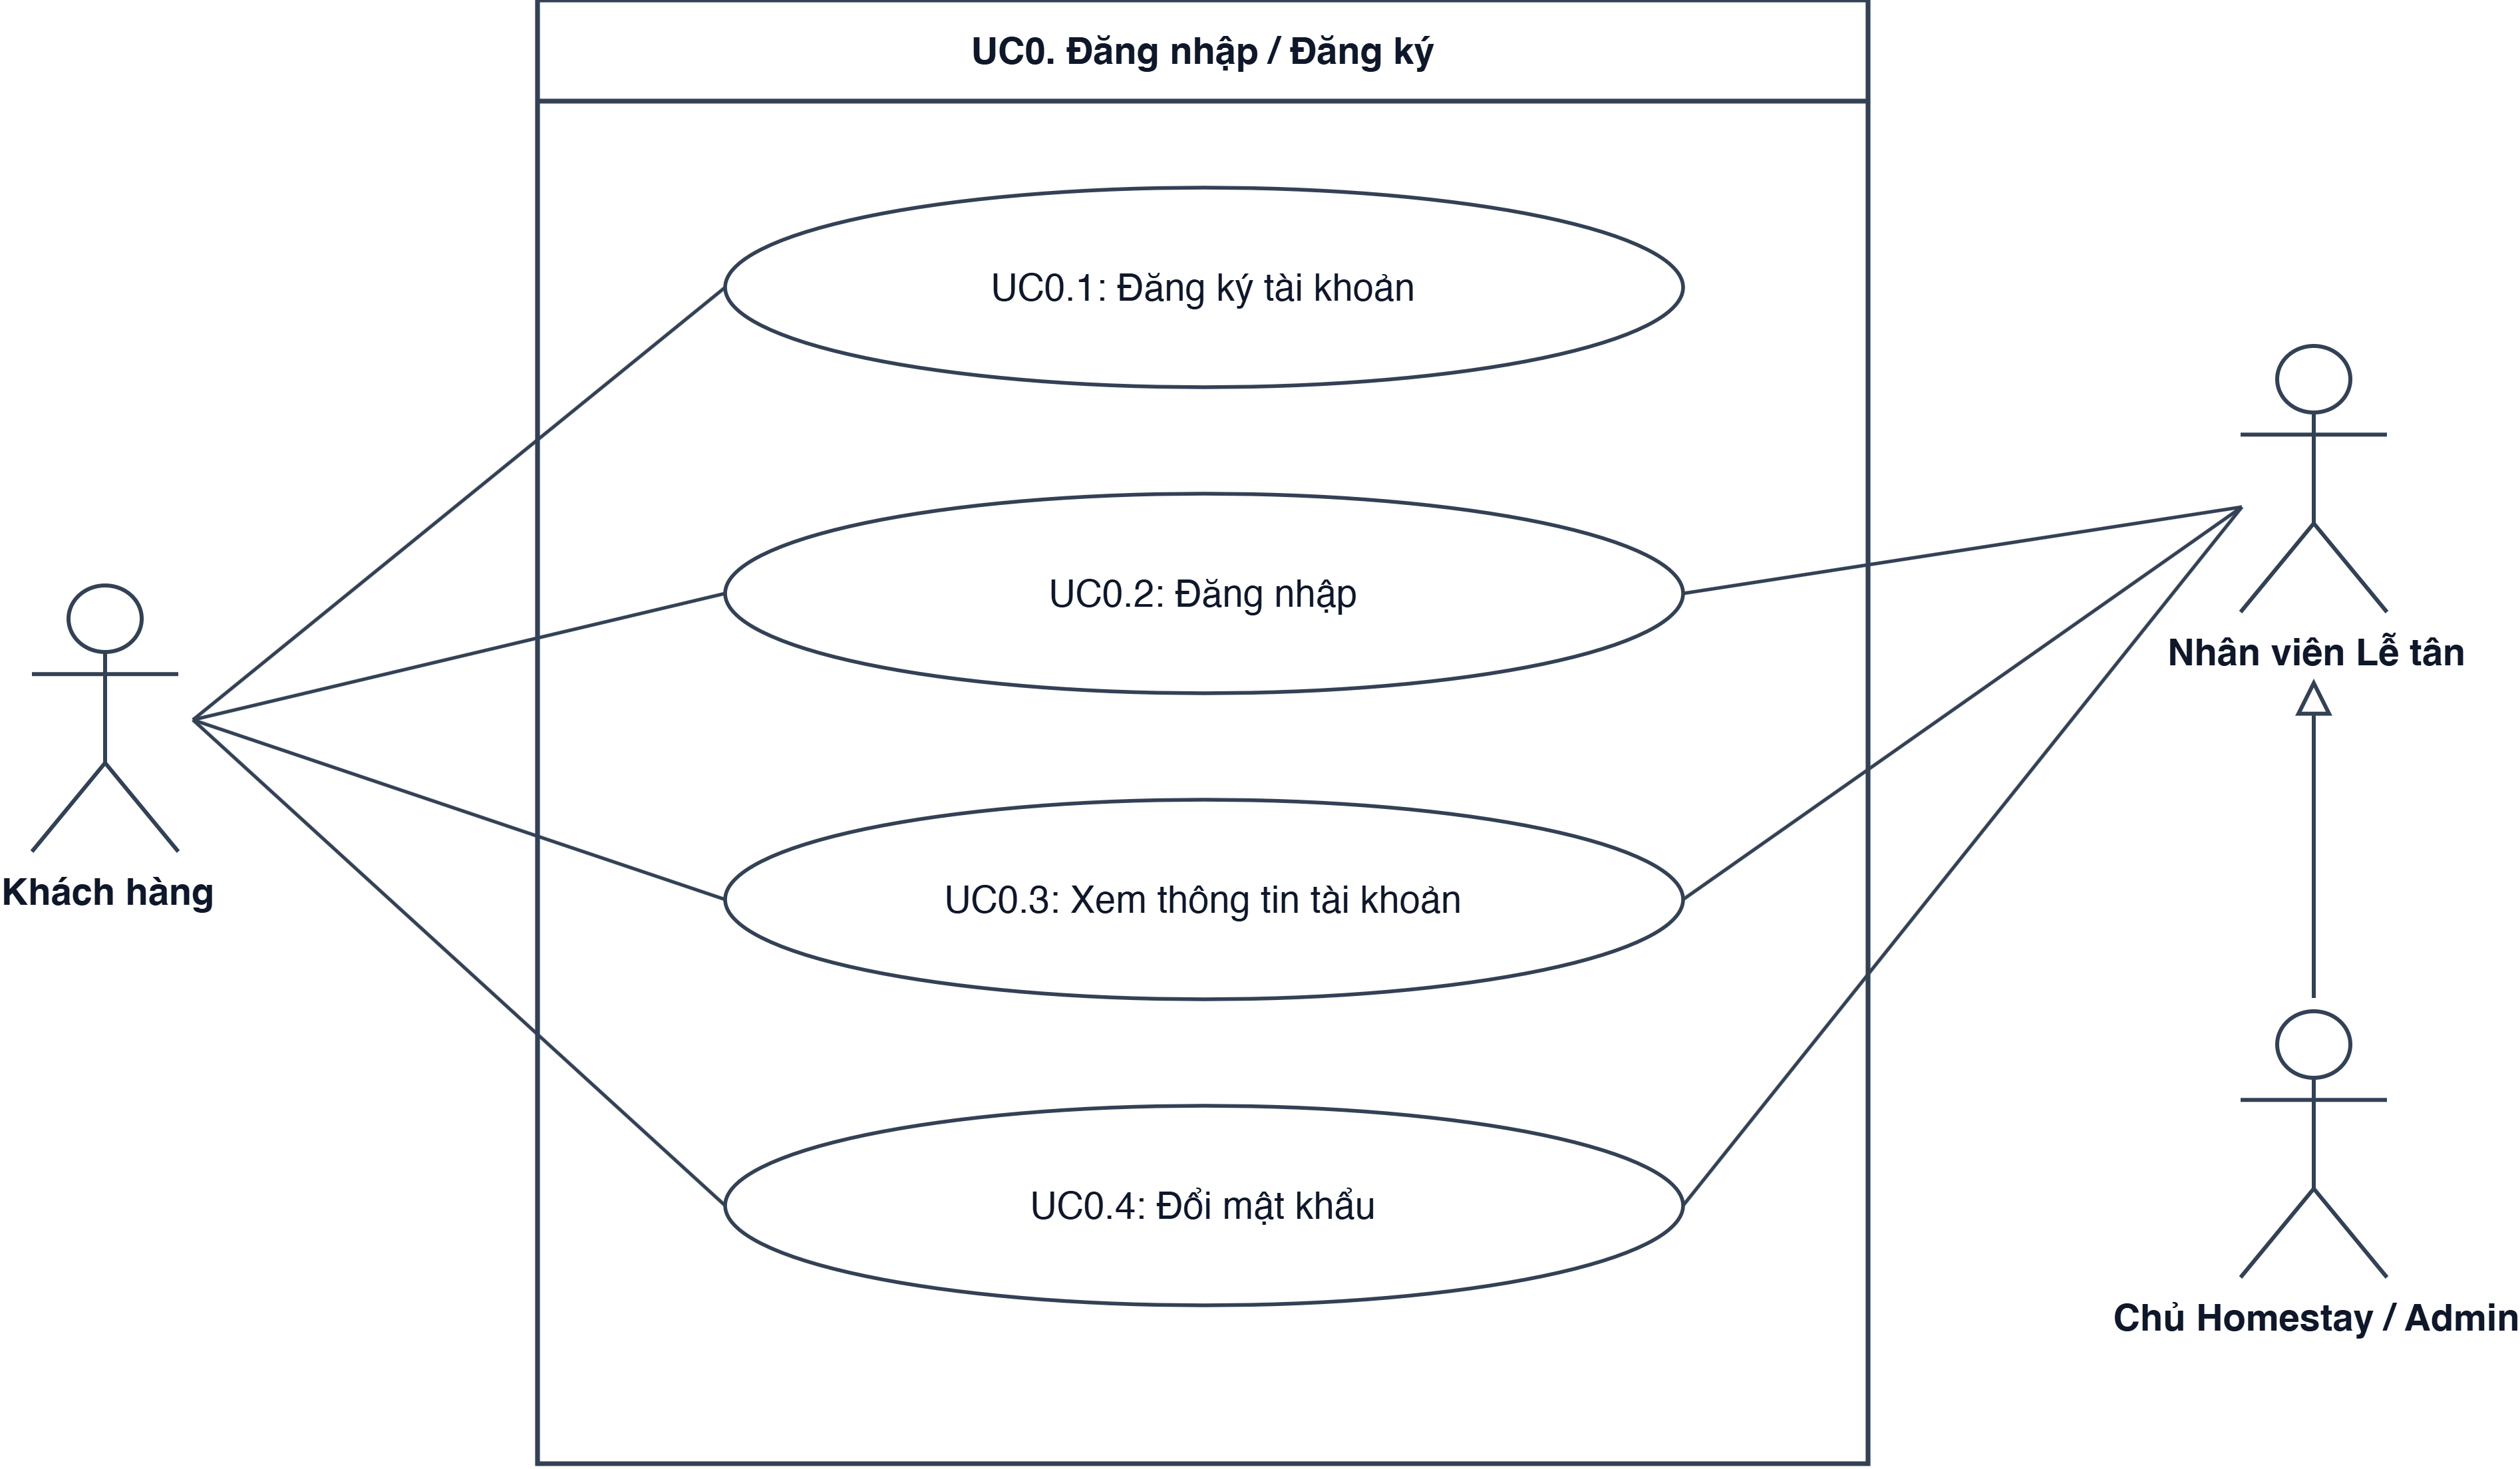 UC0. Đăng nhập / Đăng ký
UC0.1: Đăng ký tài khoản
UC0.2: Đăng nhập
Nhân viên Lễ tân
Khách hàng
UC0.3: Xem thông tin tài khoản
UC0.4: Đổi mật khẩu
Chủ Homestay / Admin